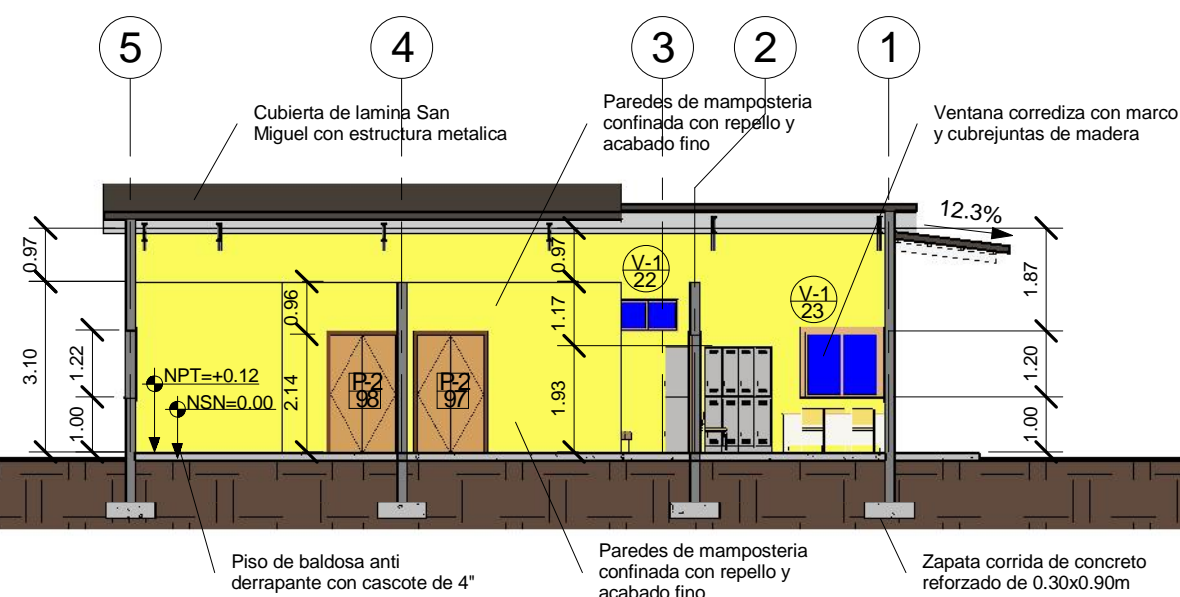 5
4
3
2
1
Cubierta de lamina San
Miguel con estructura metalica
Paredes de mamposteria
confinada con repello y
acabado fino
Ventana corrediza con marco
y cubrejuntas de madera
12.3%
0.97
3.10
1.22
1.00
0.96
2.14
0.97
1.17
1.93
1.87
1.20
1.00
V-1
22
V-1
23
P-2
98
P-2
97
NPT=+0.12
NSN=0.00
Piso de baldosa anti
derrapante con cascote de 4"
Paredes de mamposteria
confinada con repello y
acabado fino
Zapata corrida de concreto
reforzado de 0.30x0.90m